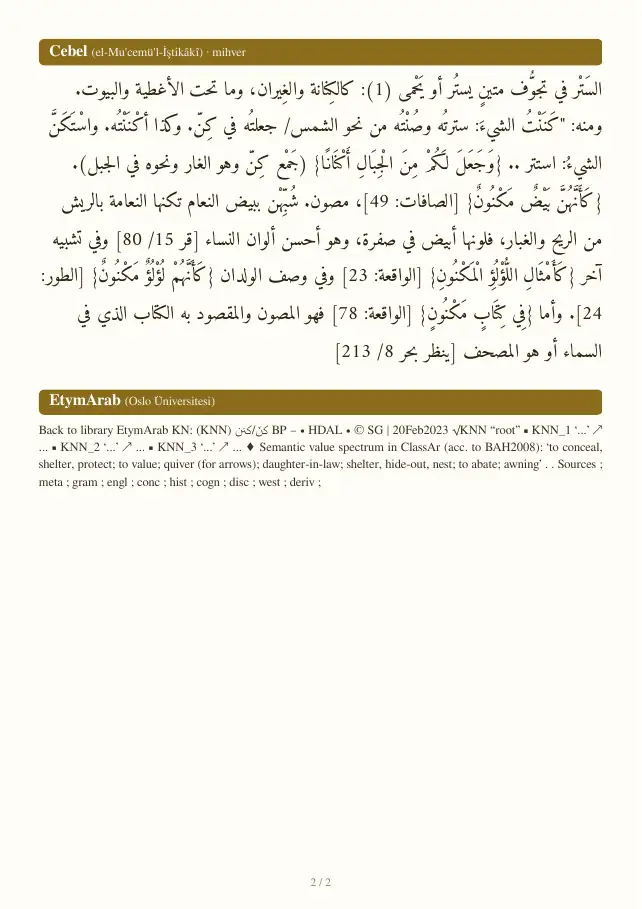 Cebel (el-Mu'cemü'l-İştikâkî) · mihver
السَتْر في تجوُّف متينٍ يستُر أو يَحْمى (1): كالكِنانة والغِيران، وما تحت الأغطية والبيوت.
ومنه: "كَنَنْتُ الشيءَ: سترتُه وصُنْتُه من نحو الشمس/ جعلتُه في كِنّ. وكذا أكْنَنْتُه. واسْتَكَنَّ
الشيءُ: استتر .. {وَجَعَلَ لَكُمْ مِنَ الْجِبَالِ أَكْنَانًا} (جَمْع كِنّ وهو الغار ونحوه في الجبل).
{كَأَنَّهُنَّ بَيْضٌ مَكْنُونٌ} [الصافات: 49]، مصون. شُبِّهْن ببيض النعام تكنها النعامة بالريش
من الريح والغبار، فلونها أبيض في صفرة، وهو أحسن ألوان النساء [قر 15/ 80] وفي تشبيه
آخر {كَأَمْثَالِ اللُّؤْلُؤِ الْمَكْنُونِ} [الواقعة: 23] وفي وصف الولدان {كَأَنَّهُمْ لُؤْلُؤٌ مَكْنُونٌ} [الطور:
24]. وأما {فِي كِتَابٍ مَكْنُونٍ} [الواقعة: 78] فهو المصون والمقصود به الكتاب الذي في
السماء أو هو المصحف [ينظر بحر 8/ 213]
EtymArab (Oslo Üniversitesi)
Back to library EtymArab KN: (KNN) كنّ/كنن BP – • HDAL • © SG | 20Feb2023 √KNN “root” ▪ KNN_1 ‘...’ ↗
... ▪ KNN_2 ‘...’ ↗ ... ▪ KNN_3 ‘...’ ↗ ... ♦ Semantic value spectrum in ClassAr (acc. to BAH2008): ‘to conceal,
shelter, protect; to value; quiver (for arrows); daughter-in-law; shelter, hide-out, nest; to abate; awning’ . . Sources ;
meta ; gram ; engl ; conc ; hist ; cogn ; disc ; west ; deriv ;
2 / 2